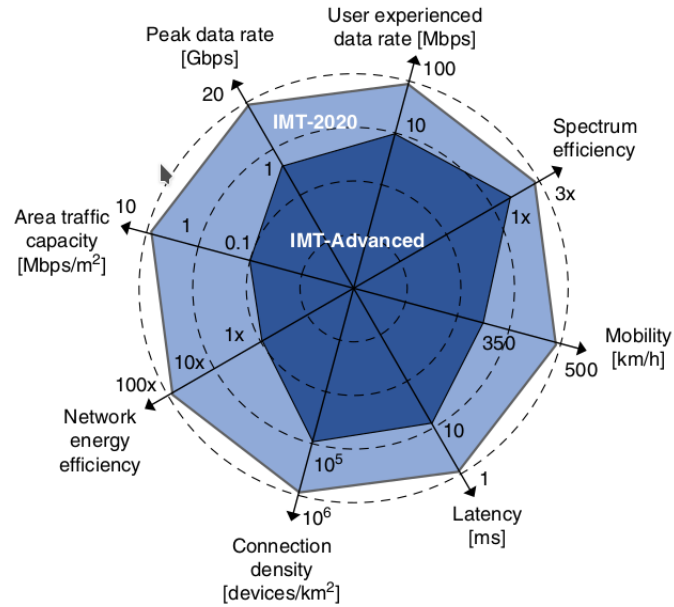 User experienced
data rate [Mbps]
Peak data rate
[Gbps]
100
20
IMT-2020
10
Spectrum
efficiency
1
3x
10
1x
Area traffic
capacity
[Mbps/m²]
1
0.1
IMT-Advanced
350
Mobility
[km/h]
500
1x
10x
100x
Network
energy
efficiency
10
10⁵
1
10⁶
Latency
[ms]
Connection
density
[devices/km²]